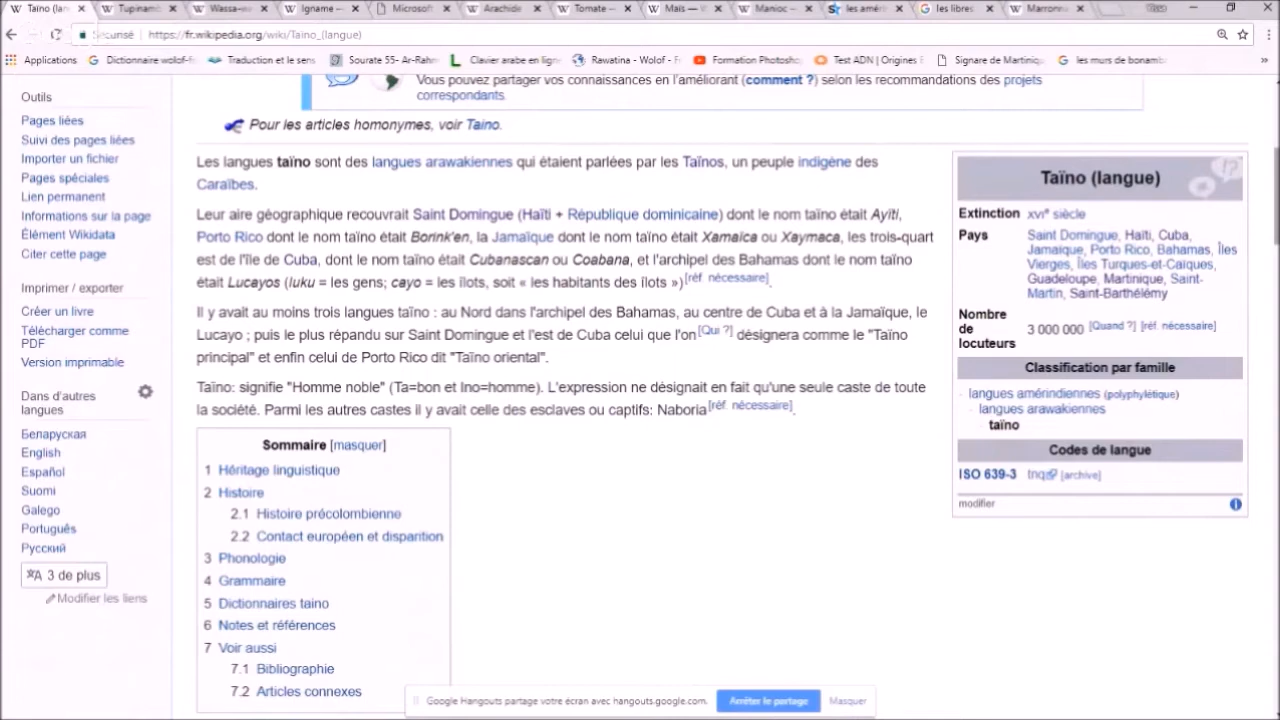 Taïno (lan
Tupinamb
Wassa-eu
Igname —
Microsoft
Arachide
Tomate —
Maïs — W
Manioc —
les améri
les libres
Marronna
Sécurisé https://fr.wikipedia.org/wiki/Taino_(langue)
Applications Dictionnaire wolof-fr Traduction et le sens Sourate 55- Ar-Rahn Clavier arabe en ligne Rawatina - Wolof - Fr Formation Photosho Test ADN | Origines E Signare de Martiniqu les murs de bonamba »
Vous pouvez partager vos connaissances en l'améliorant (comment ?) selon les recommandations des projets
correspondants.
Pour les articles homonymes, voir Taino.
Les langues taïno sont des langues arawakiennes qui étaient parlées par les Taïnos, un peuple indigène des
Caraïbes.
Leur aire géographique recouvrait Saint Domingue (Haïti + République dominicaine) dont le nom taïno était Ayiti,
Porto Rico dont le nom taïno était Borink'en, la Jamaïque dont le nom taïno était Xamaica ou Xaymaca, les trois-quart
est de l'île de Cuba, dont le nom taïno était Cubanascan ou Coabana, et l'archipel des Bahamas dont le nom taïno
était Lucayos (luku = les gens; cayo = les îlots, soit « les habitants des îlots »)[réf. nécessaire].
Il y avait au moins trois langues taïno : au Nord dans l'archipel des Bahamas, au centre de Cuba et à la Jamaïque, le
Lucayo ; puis le plus répandu sur Saint Domingue et l'est de Cuba celui que l'on[Qui ?] désignera comme le "Taïno
principal" et enfin celui de Porto Rico dit "Taïno oriental".
Taïno: signifie "Homme noble" (Ta=bon et Ino=homme). L'expression ne désignait en fait qu'une seule caste de toute
la société. Parmi les autres castes il y avait celle des esclaves ou captifs: Naboria[réf. nécessaire].
Sommaire [masquer]
1 Héritage linguistique
2 Histoire
2.1 Histoire précolombienne
2.2 Contact européen et disparition
3 Phonologie
4 Grammaire
5 Dictionnaires taino
6 Notes et références
7 Voir aussi
7.1 Bibliographie
7.2 Articles connexes
Outils
Pages liées
Suivi des pages liées
Importer un fichier
Pages spéciales
Lien permanent
Informations sur la page
Élément Wikidata
Citer cette page
Imprimer / exporter
Créer un livre
Télécharger comme
PDF
Version imprimable
Dans d'autres
langues
Беларуская
English
Español
Suomi
Galego
Português
Русский
3 de plus
Modifier les liens
Taïno (langue)
Extinction XVIe siècle
Pays Saint Domingue, Haïti, Cuba,
Jamaïque, Porto Rico, Bahamas, Îles
Vierges, Îles Turques-et-Caïques,
Guadeloupe, Martinique, Saint-
Martin, Saint-Barthélémy
Nombre
de 3 000 000 [Quand ?] [réf. nécessaire]
locuteurs
Classification par famille
- langues amérindiennes (polyphylétique)
- langues arawakiennes
taïno
Codes de langue
ISO 639-3 tnq [archive]
modifier
Google Hangouts partage votre écran avec hangouts.google.com. Arrêter le partage Masquer